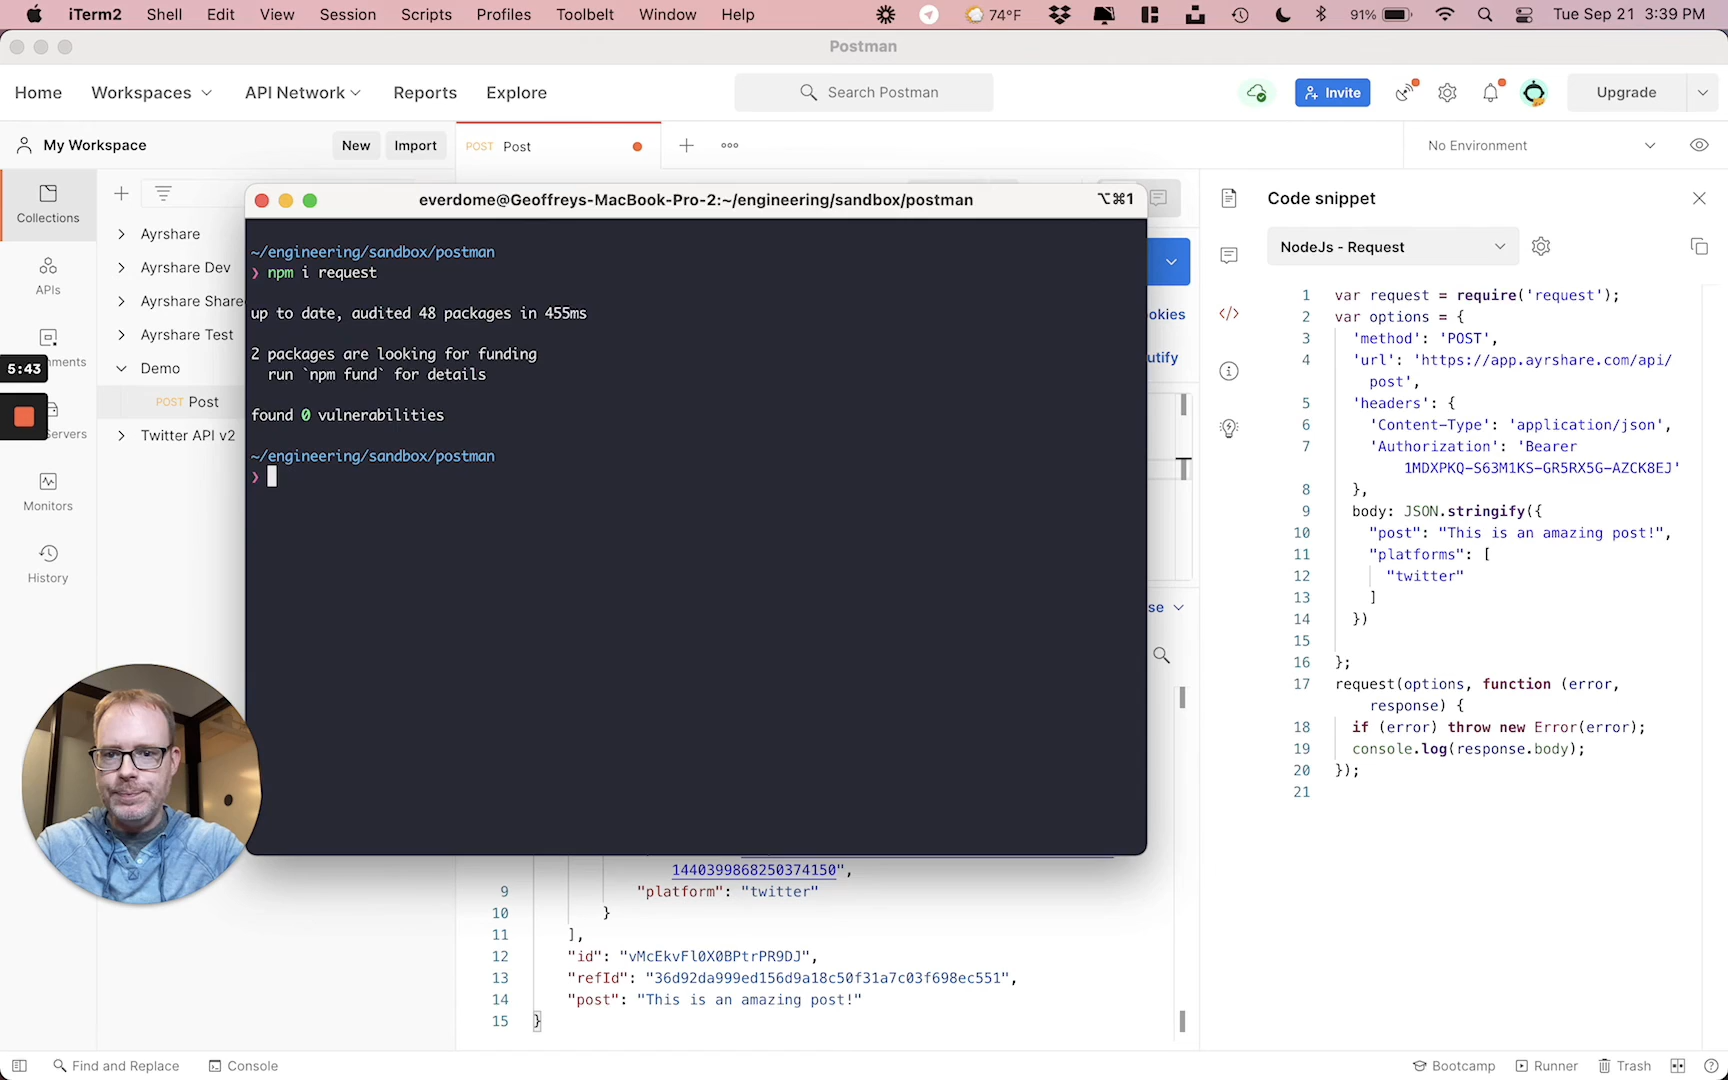 iTerm2 Shell Edit View Session Scripts Profiles Toolbelt Window Help 74°F 91% Tue Sep 21 3:39 PM
Postman
Home Workspaces API Network Reports Explore Search Postman Invite Upgrade
My Workspace New Import POST Post No Environment
Collections
APIs
nments
ervers
Monitors
History
5:43
Ayrshare
Ayrshare Dev
Ayrshare Share
Ayrshare Test
Demo
POST Post
Twitter API v2
everdome@Geoffreys-MacBook-Pro-2:~/engineering/sandbox/postman ⌥⌘1
~/engineering/sandbox/postman
❯ npm i request
up to date, audited 48 packages in 455ms
2 packages are looking for funding
run `npm fund` for details
found 0 vulnerabilities
~/engineering/sandbox/postman
❯
okies
utify
se
1440399868250374150",
9 "platform": "twitter"
10 }
11 ],
12 "id": "vMcEkvFl0X0BPtrPR9DJ",
13 "refId": "36d92da999ed156d9a18c50f31a7c03f698ec551",
14 "post": "This is an amazing post!"
15 }
Code snippet
NodeJs - Request
1 var request = require('request');
2 var options = {
3 'method': 'POST',
4 'url': 'https://app.ayrshare.com/api/
post',
5 'headers': {
6 'Content-Type': 'application/json',
7 'Authorization': 'Bearer
1MDXPKQ-S63M1KS-GR5RX5G-AZCK8EJ'
8 },
9 body: JSON.stringify({
10 "post": "This is an amazing post!",
11 "platforms": [
12 "twitter"
13 ]
14 })
15
16 };
17 request(options, function (error,
response) {
18 if (error) throw new Error(error);
19 console.log(response.body);
20 });
21
Find and Replace Console Bootcamp Runner Trash